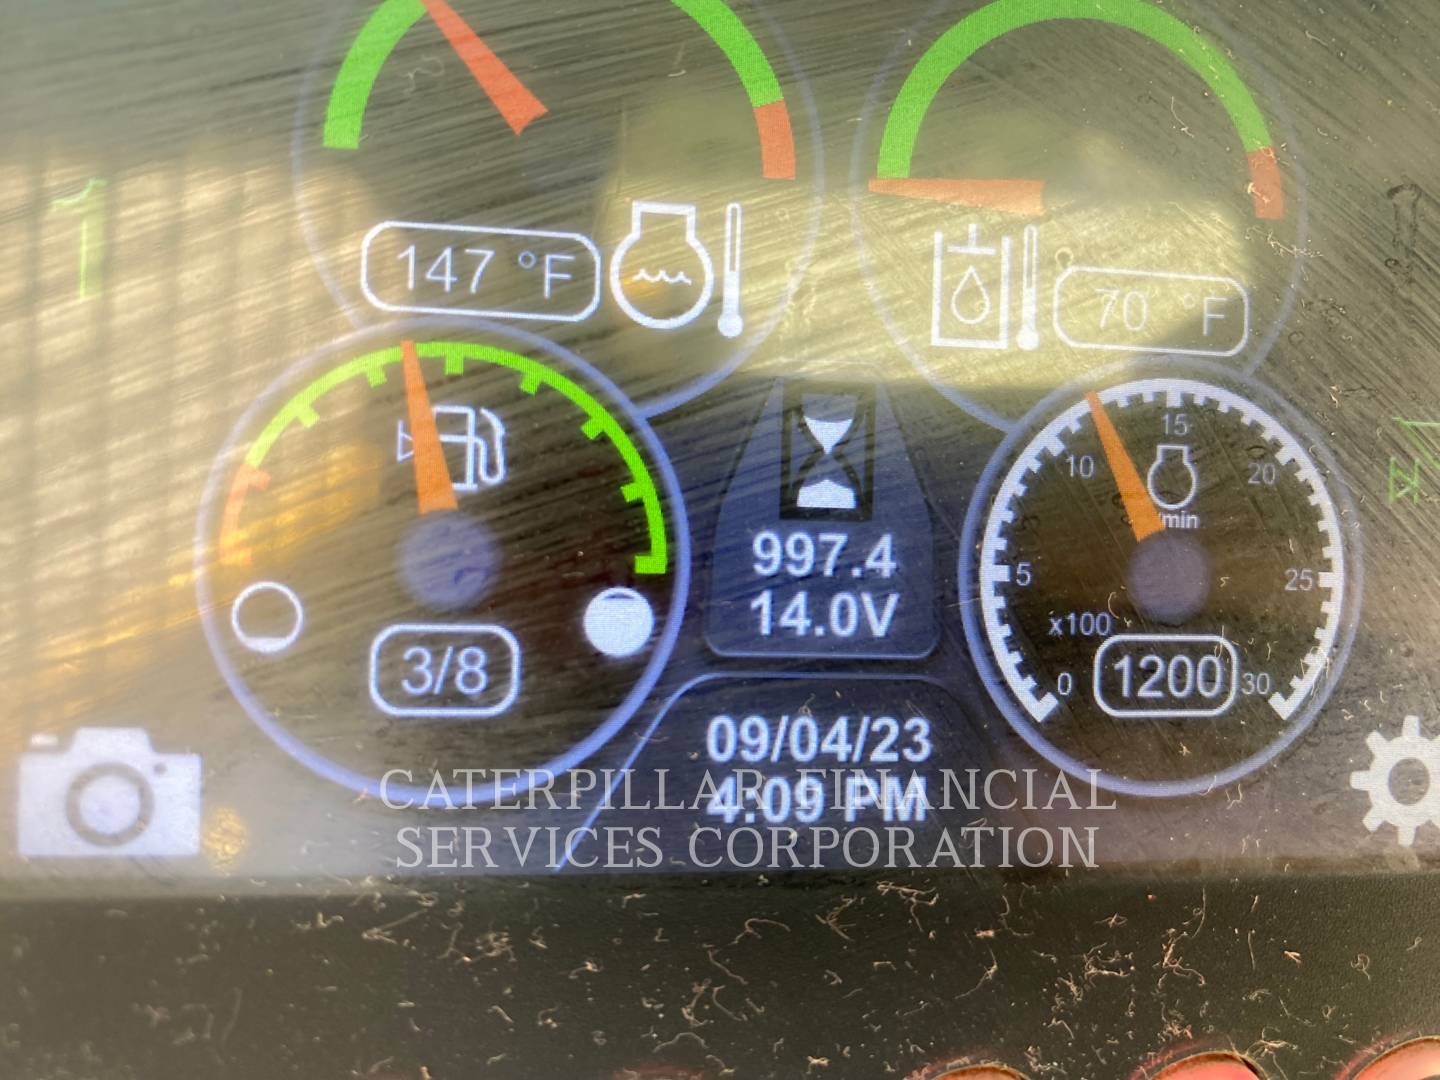 1
147 °F
70 °F
3/8
997.4
14.0V
09/04/23
4:09 PM
0
5
10
15
20
25
30
x100
/min
1200
CATERPILLAR FINANCIAL
SERVICES CORPORATION